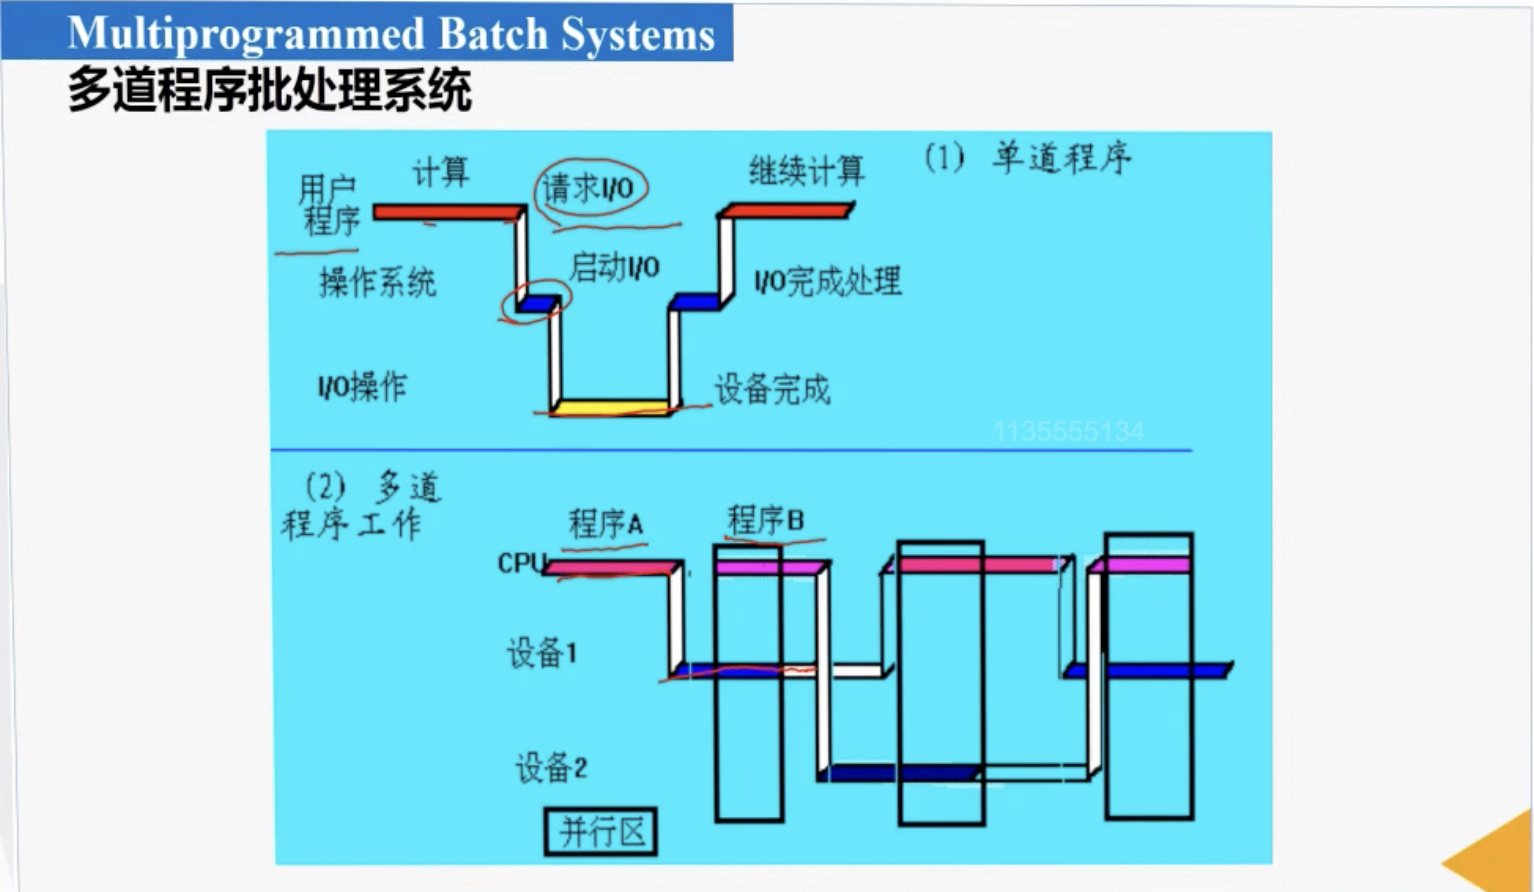 Multiprogrammed Batch Systems
多道程序批处理系统
(1) 单道程序
用户
程序
计算
请求I/O
继续计算
操作系统
启动I/O
I/O完成处理
I/O操作
设备完成
1135555134
(2) 多道
程序工作
程序A
程序B
CPU
设备1
设备2
并行区